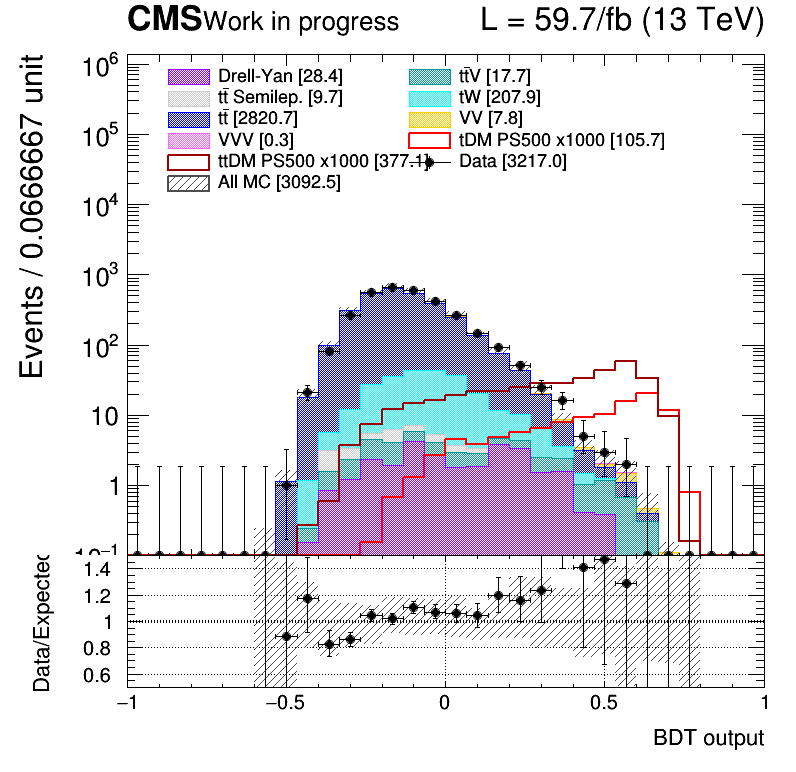 CMS Work in progress L = 59.7/fb (13 TeV)
Events / 0.0666667 unit
10⁶
10⁵
10⁴
10³
10²
10
1
10⁻¹
Drell-Yan [28.4] tt̄V [17.7]
tt̄ Semilep. [9.7] tW [207.9]
tt̄ [2820.7] VV [7.8]
VVV [0.3] tDM PS500 x1000 [105.7]
ttDM PS500 x1000 [377.1] Data [3217.0]
All MC [3092.5]
Data/Expected
1.4
1.2
1
0.8
0.6
−1 −0.5 0 0.5 1
BDT output